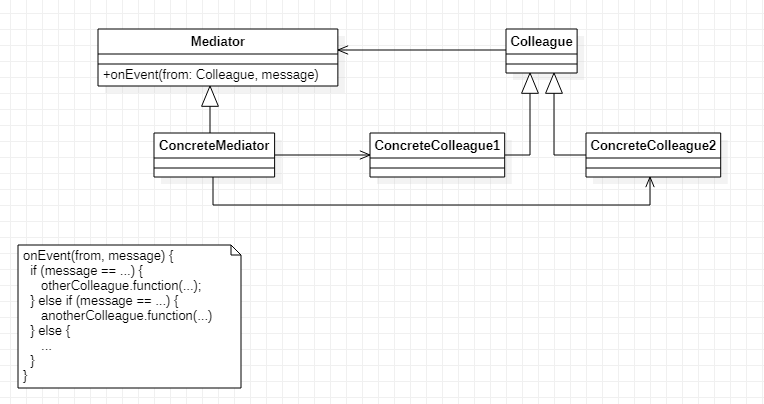 Mediator
+onEvent(from: Colleague, message)
Colleague
ConcreteMediator
ConcreteColleague1
ConcreteColleague2
onEvent(from, message) {
if (message == ...) {
otherColleague.function(...);
} else if (message == ...) {
anotherColleague.function(...)
} else {
...
}
}